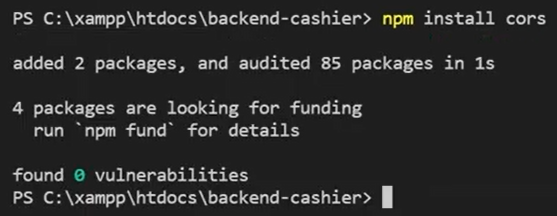 PS C:\xampp\htdocs\backend-cashier> npm install cors
added 2 packages, and audited 85 packages in 1s
4 packages are looking for funding
  run `npm fund` for details
found 0 vulnerabilities
PS C:\xampp\htdocs\backend-cashier>